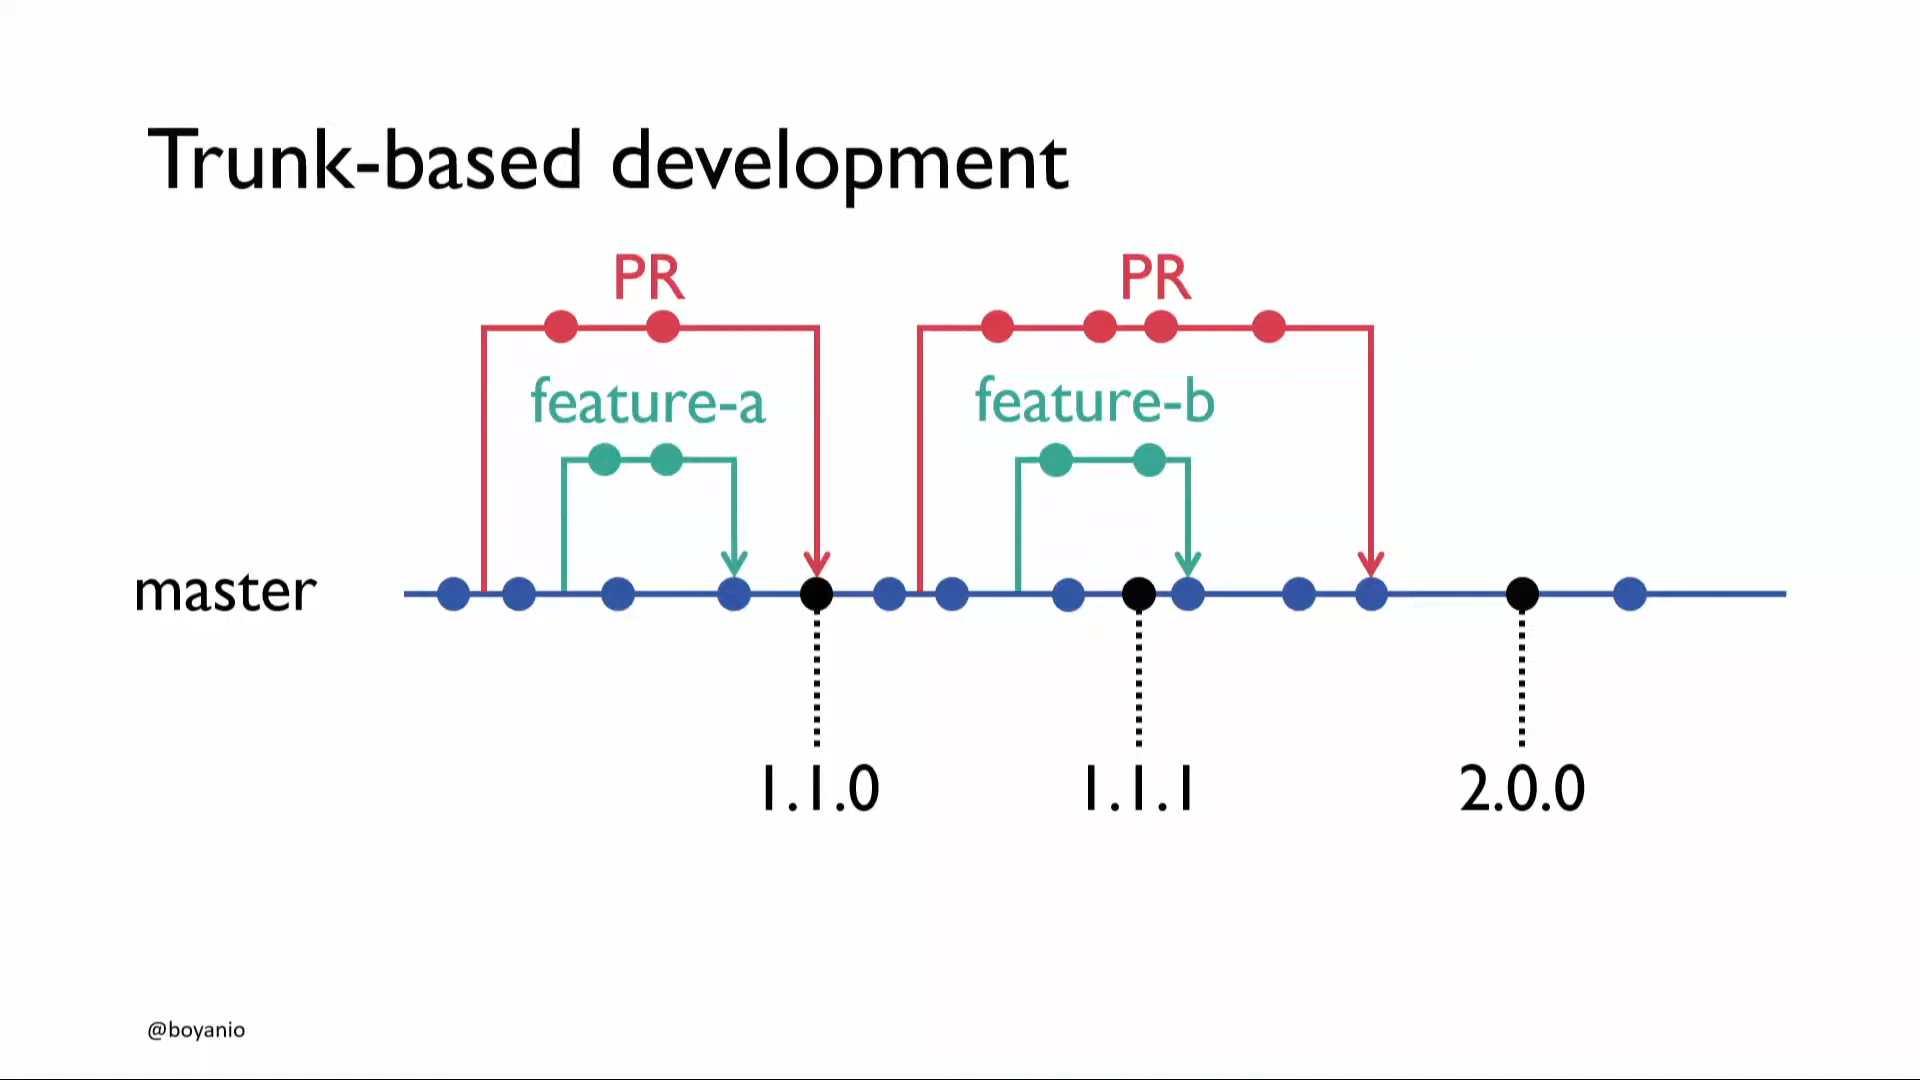 Trunk-based development
PR
PR
feature-a
feature-b
master
1.1.0
1.1.1
2.0.0
@boyanio